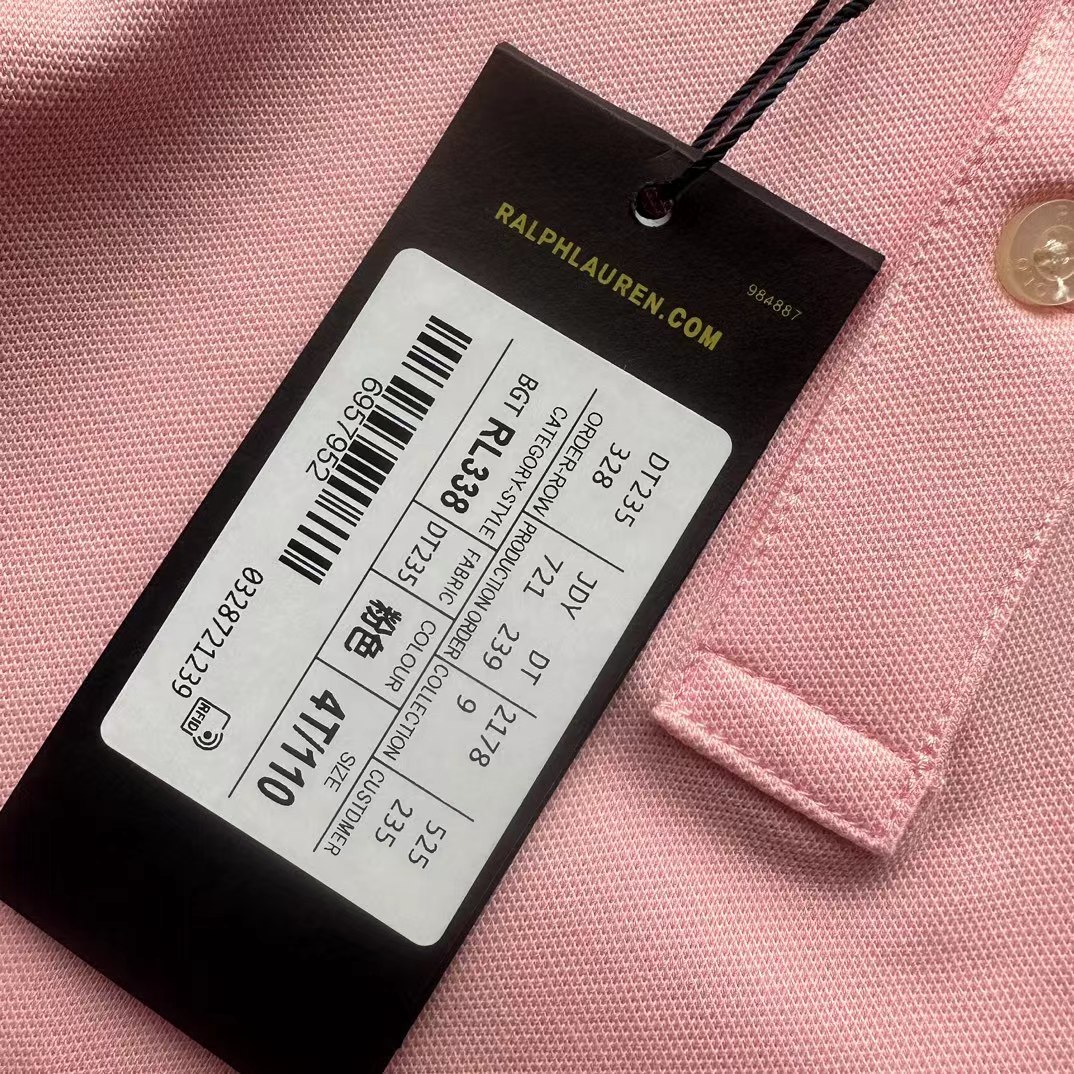 RALPHLAUREN.COM
984887
DT235 JDY DT 2178 525
328 721 239 9 235
ORDER-ROW PRODUCTION ORDER COLLECTION CUSTDMER
CATEGORY-STYLE FABRIC COLOUR SIZE
BGT RL338 DT235 粉色 4T/110
6957952
0328721239
RFID